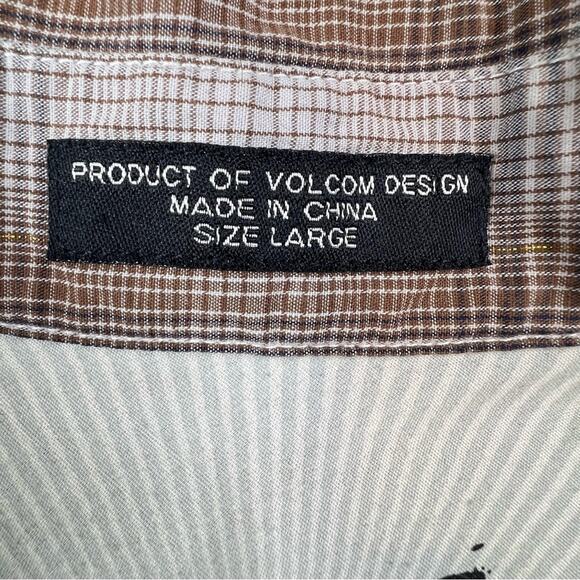 PRODUCT OF VOLCOM DESIGN
MADE IN CHINA
SIZE LARGE